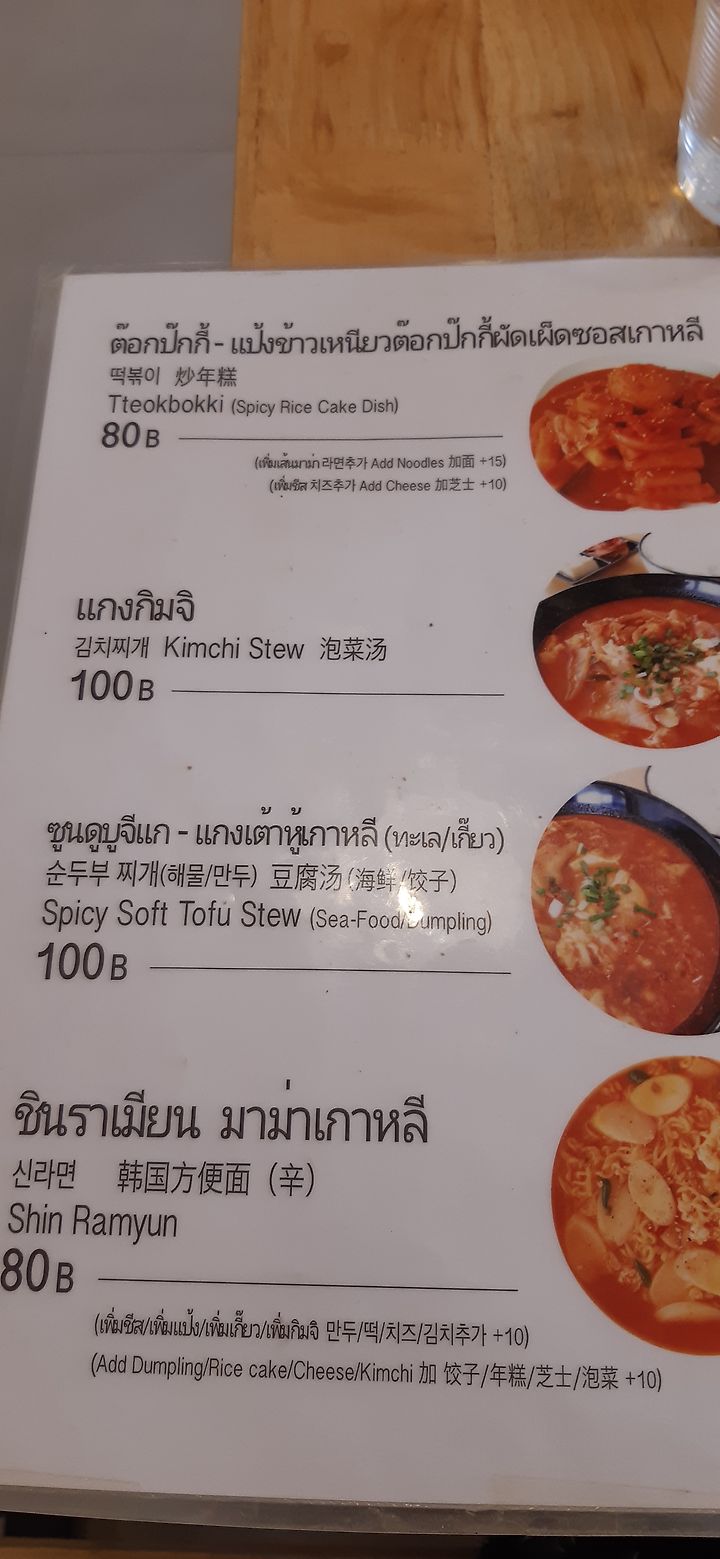 ต๊อกป๊กกี้ - แป้งข้าวเหนียวต๊อกป๊กกี้ผัดเผ็ดซอสเกาหลี
떡볶이 炒年糕
Tteokbokki (Spicy Rice Cake Dish)
80 B
(เพิ่มเส้นมาม่า 라면추가 Add Noodles 加面 +15)
(เพิ่มชีส 치즈추가 Add Cheese 加芝士 +10)
แกงกิมจิ
김치찌개 Kimchi Stew 泡菜汤
100 B
ซูนดูบูจีแก - แกงเต้าหู้เกาหลี (ทะเล/เกี๊ยว)
순두부 찌개(해물/만두) 豆腐汤 (海鲜/饺子)
Spicy Soft Tofu Stew (Sea-Food/Dumpling)
100 B
ชินราเมียน มาม่าเกาหลี
신라면 韩国方便面 (辛)
Shin Ramyun
80 B
(เพิ่มชีส/เพิ่มแป้ง/เพิ่มเกี๊ยว/เพิ่มกิมจิ 만두/떡/치즈/김치추가 +10)
(Add Dumpling/Rice cake/Cheese/Kimchi 加 饺子/年糕/芝士/泡菜 +10)